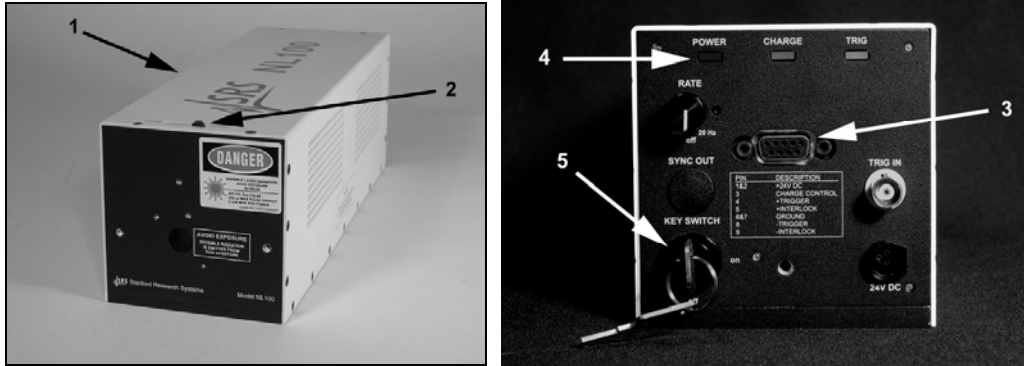 1
2
SRS NL100
DANGER
AVOID EXPOSURE
INVISIBLE RADIATION
IS EMITTED FROM
THIS APERTURE
SRS Stanford Research Systems
Model NL100
4
POWER
CHARGE
TRIG
RATE
20 Hz
off
3
SYNC OUT
TRIG IN
5
PIN DESCRIPTION
1&2 +24V DC
3 CHARGE CONTROL
4 +TRIGGER
5 +INTERLOCK
6&7 GROUND
8 -TRIGGER
9 -INTERLOCK
KEY SWITCH
on
off
24V DC